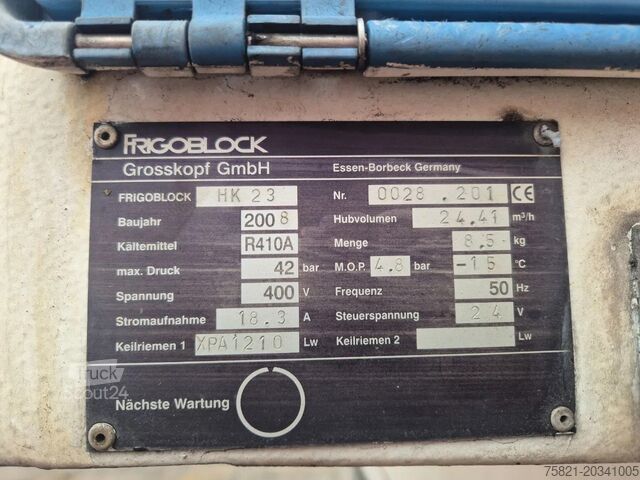 FRIGOBLOCK
Grosskopf GmbH Essen-Borbeck Germany
FRIGOBLOCK HK 23 Nr. 0028.201 CE
Baujahr 2008 Hubvolumen 24.41 m³/h
Kältemittel R410A Menge 8.5 kg
max. Druck 42 bar M.O.P. 4.8 bar -15 °C
Spannung 400 V Frequenz 50 Hz
Stromaufnahme 18.3 A Steuerspannung 24 V
Keilriemen 1 XPA1210 Lw Keilriemen 2 Lw
Nächste Wartung
Truck
Scout24
75821-20341005